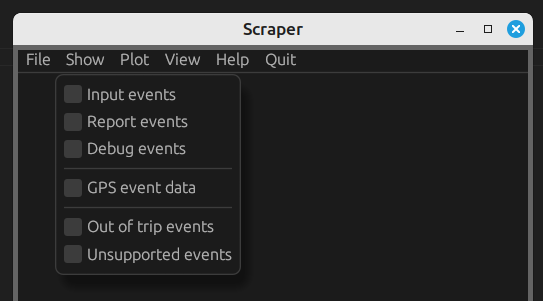 Scraper
File Show Plot View Help Quit
Input events
Report events
Debug events
GPS event data
Out of trip events
Unsupported events